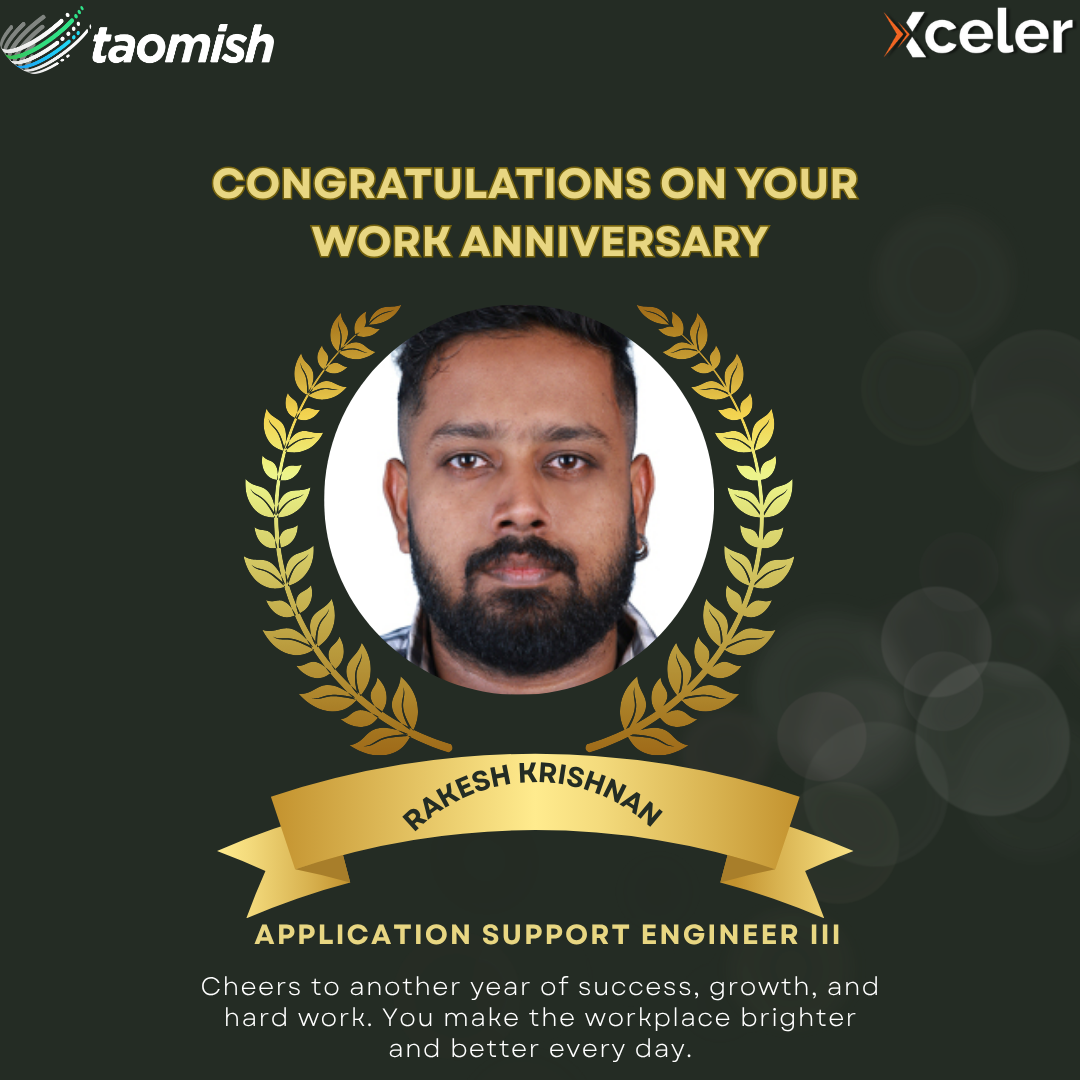 taomish
Xceler
CONGRATULATIONS ON YOUR
WORK ANNIVERSARY
RAKESH KRISHNAN
APPLICATION SUPPORT ENGINEER III
Cheers to another year of success, growth, and
hard work. You make the workplace brighter
and better every day.